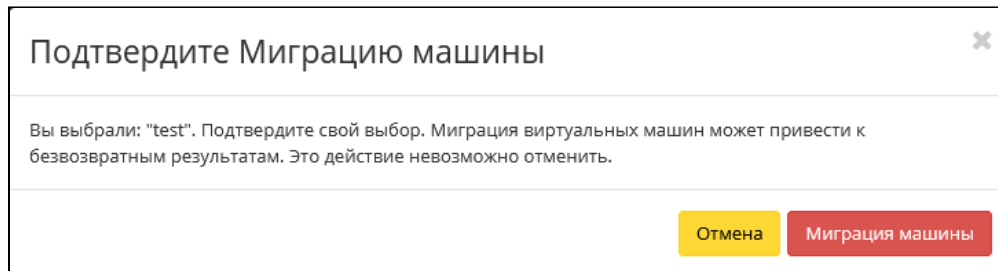 Подтвердите Миграцию машины
Вы выбрали: "test". Подтвердите свой выбор. Миграция виртуальных машин может привести к
безвозвратным результатам. Это действие невозможно отменить.
Отмена
Миграция машины